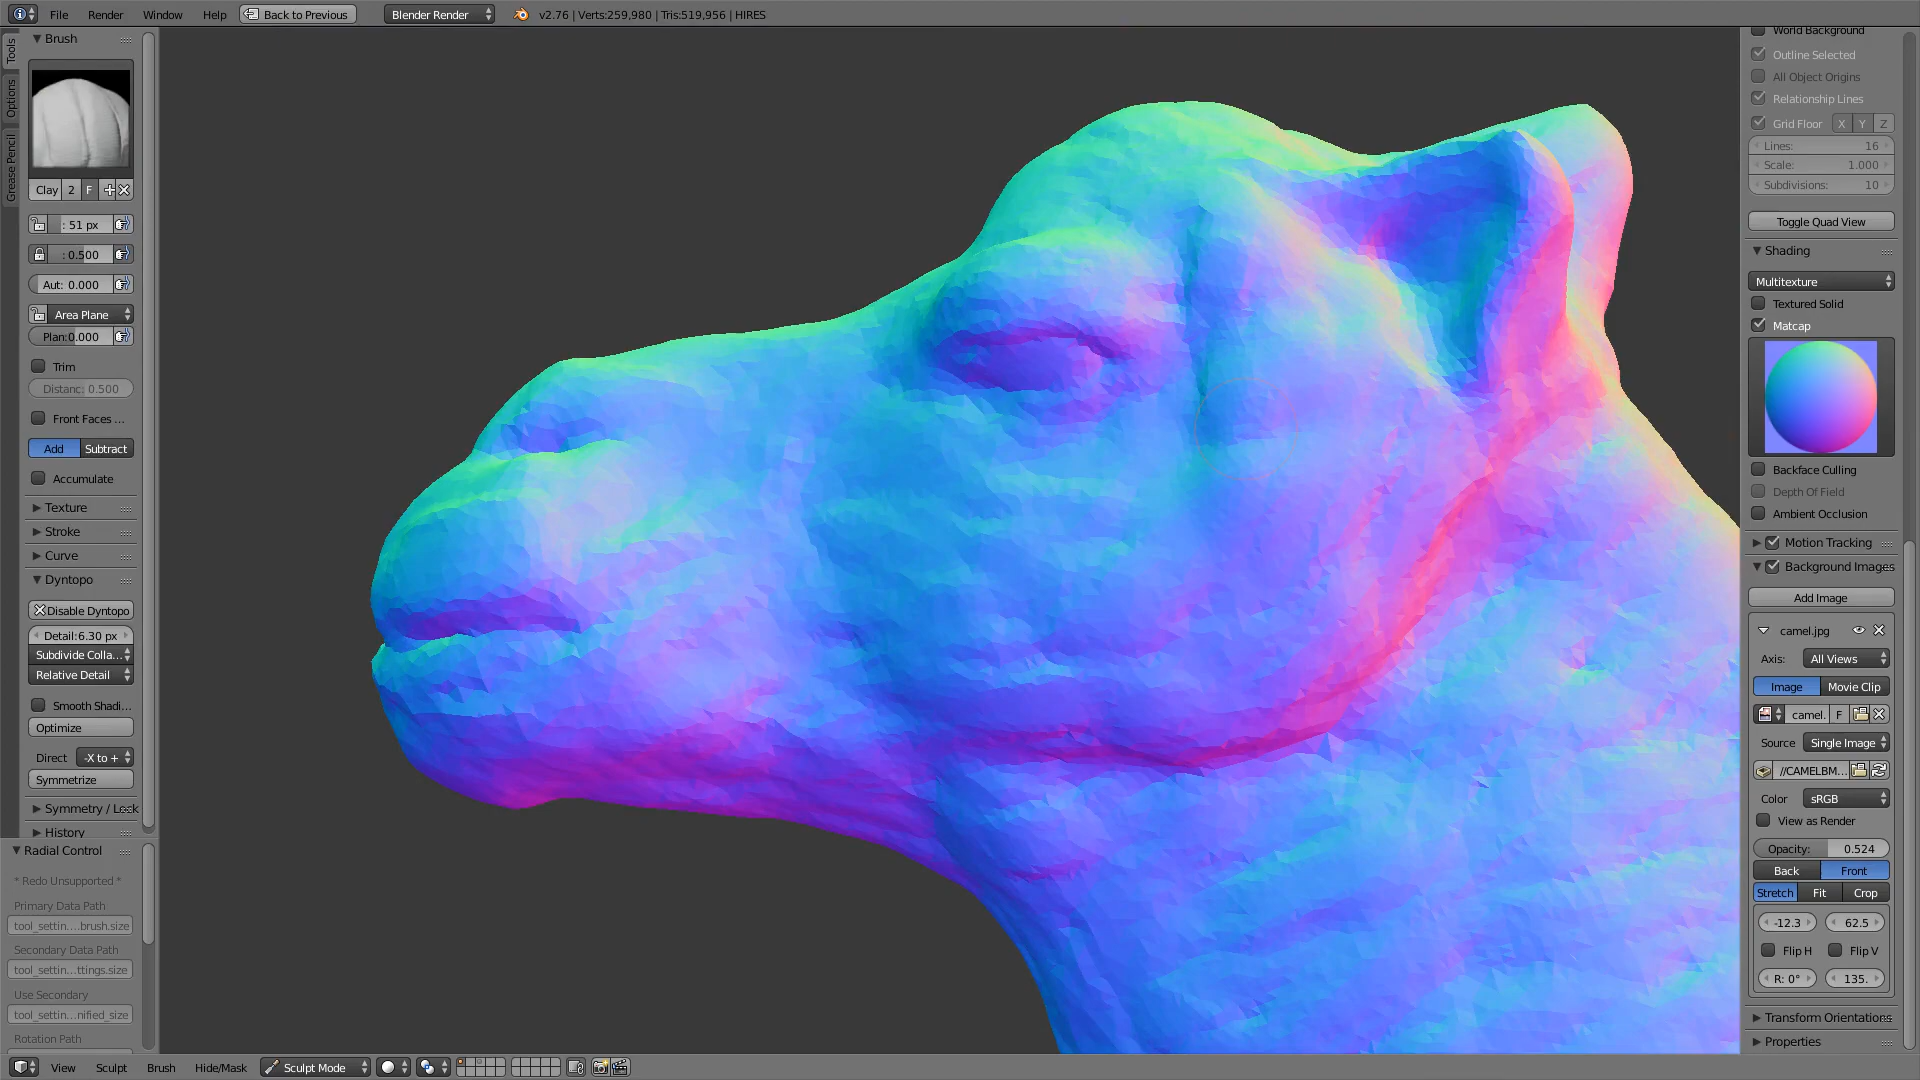 File Render Window Help Back to Previous Blender Render v2.76 | Verts:259,980 | Tris:519,956 | HIRES
Tools
Options
Grease Pencil
Brush
Clay 2 F
: 51 px
: 0.500
Aut: 0.000
Area Plane
Plan:0.000
Trim
Distanc: 0.500
Front Faces ...
Add Subtract
Accumulate
Texture
Stroke
Curve
Dyntopo
Disable Dyntopo
Detail:6.30 px
Subdivide Colla...
Relative Detail
Smooth Shadi...
Optimize
Direct -X to +
Symmetrize
Symmetry / Lock
History
Radial Control
* Redo Unsupported *
Primary Data Path
tool_settin....brush.size
Secondary Data Path
tool_settin...ttings.size
Use Secondary
tool_settin...nified_size
Rotation Path
World Background
Outline Selected
All Object Origins
Relationship Lines
Grid Floor X Y Z
Lines: 16
Scale: 1.000
Subdivisions: 10
Toggle Quad View
Shading
Multitexture
Textured Solid
Matcap
Backface Culling
Depth Of Field
Ambient Occlusion
Motion Tracking
Background Images
Add Image
camel.jpg
Axis: All Views
Image Movie Clip
camel. F
Source Single Image
//CAMELBM...
Color sRGB
View as Render
Opacity: 0.524
Back Front
Stretch Fit Crop
-12.3 62.5
Flip H Flip V
R: 0° 135.
Transform Orientations
Properties
View Sculpt Brush Hide/Mask Sculpt Mode